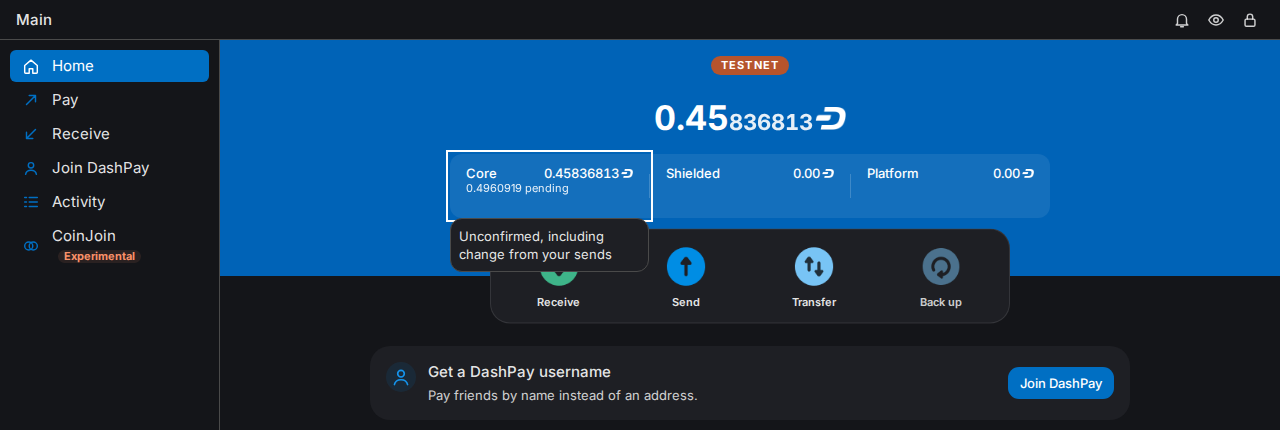 Main
Home
Pay
Receive
Join DashPay
Activity
CoinJoin
Experimental
TESTNET
0.45836813
Core 0.45836813
0.4960919 pending
Shielded 0.00
Platform 0.00
Unconfirmed, including
change from your sends
Receive
Send
Transfer
Back up
Get a DashPay username
Pay friends by name instead of an address.
Join DashPay